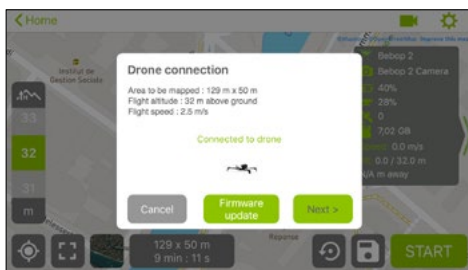 Home
Institut de
Gestion Sociale
Drone connection
Area to be mapped : 129 m x 50 m
Flight altitude : 32 m above ground
Flight speed : 2.5 m/s
Connected to drone
Cancel
Firmware
update
Next >
Bebop 2
Bebop 2 Camera
40%
28%
0
7,02 GB
0.0 m/s
0.0 / 32.0 m
N/A m away
33
32
31
m
129 x 50 m
9 min : 11 s
Réponse
START